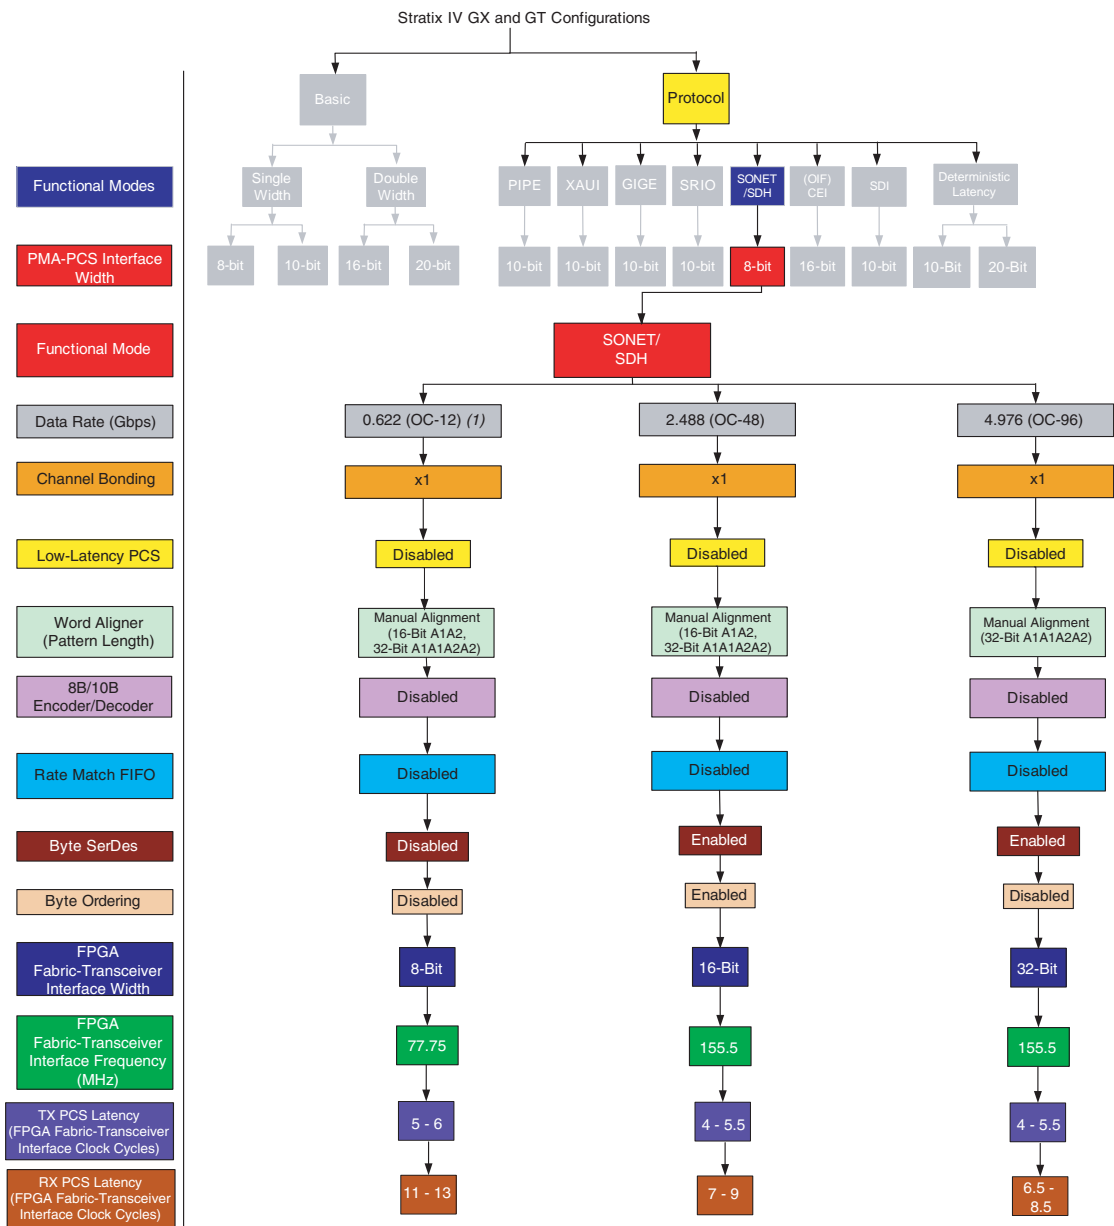 Stratix IV GX and GT Configurations
Basic
Protocol
Functional Modes
Single
Width
Double
Width
PIPE
XAUI
GIGE
SRIO
SONET
/SDH
(OIF)
CEI
SDI
Deterministic
Latency
PMA-PCS Interface
Width
8-bit
10-bit
16-bit
20-bit
10-bit
10-bit
10-bit
10-bit
8-bit
16-bit
10-bit
10-Bit
20-Bit
Functional Mode
SONET/
SDH
Data Rate (Gbps)
0.622 (OC-12) (1)
2.488 (OC-48)
4.976 (OC-96)
Channel Bonding
x1
x1
x1
Low-Latency PCS
Disabled
Disabled
Disabled
Word Aligner
(Pattern Length)
Manual Alignment
(16-Bit A1A2,
32-Bit A1A1A2A2)
Manual Alignment
(16-Bit A1A2,
32-Bit A1A1A2A2)
Manual Alignment
(32-Bit A1A1A2A2)
8B/10B
Encoder/Decoder
Disabled
Disabled
Disabled
Rate Match FIFO
Disabled
Disabled
Disabled
Byte SerDes
Disabled
Enabled
Enabled
Byte Ordering
Disabled
Enabled
Disabled
FPGA
Fabric-Transceiver
Interface Width
8-Bit
16-Bit
32-Bit
FPGA
Fabric-Transceiver
Interface Frequency
(MHz)
77.75
155.5
155.5
TX PCS Latency
(FPGA Fabric-Transceiver
Interface Clock Cycles)
5 - 6
4 - 5.5
4 - 5.5
RX PCS Latency
(FPGA Fabric-Transceiver
Interface Clock Cycles)
11 - 13
7 - 9
6.5 -
8.5